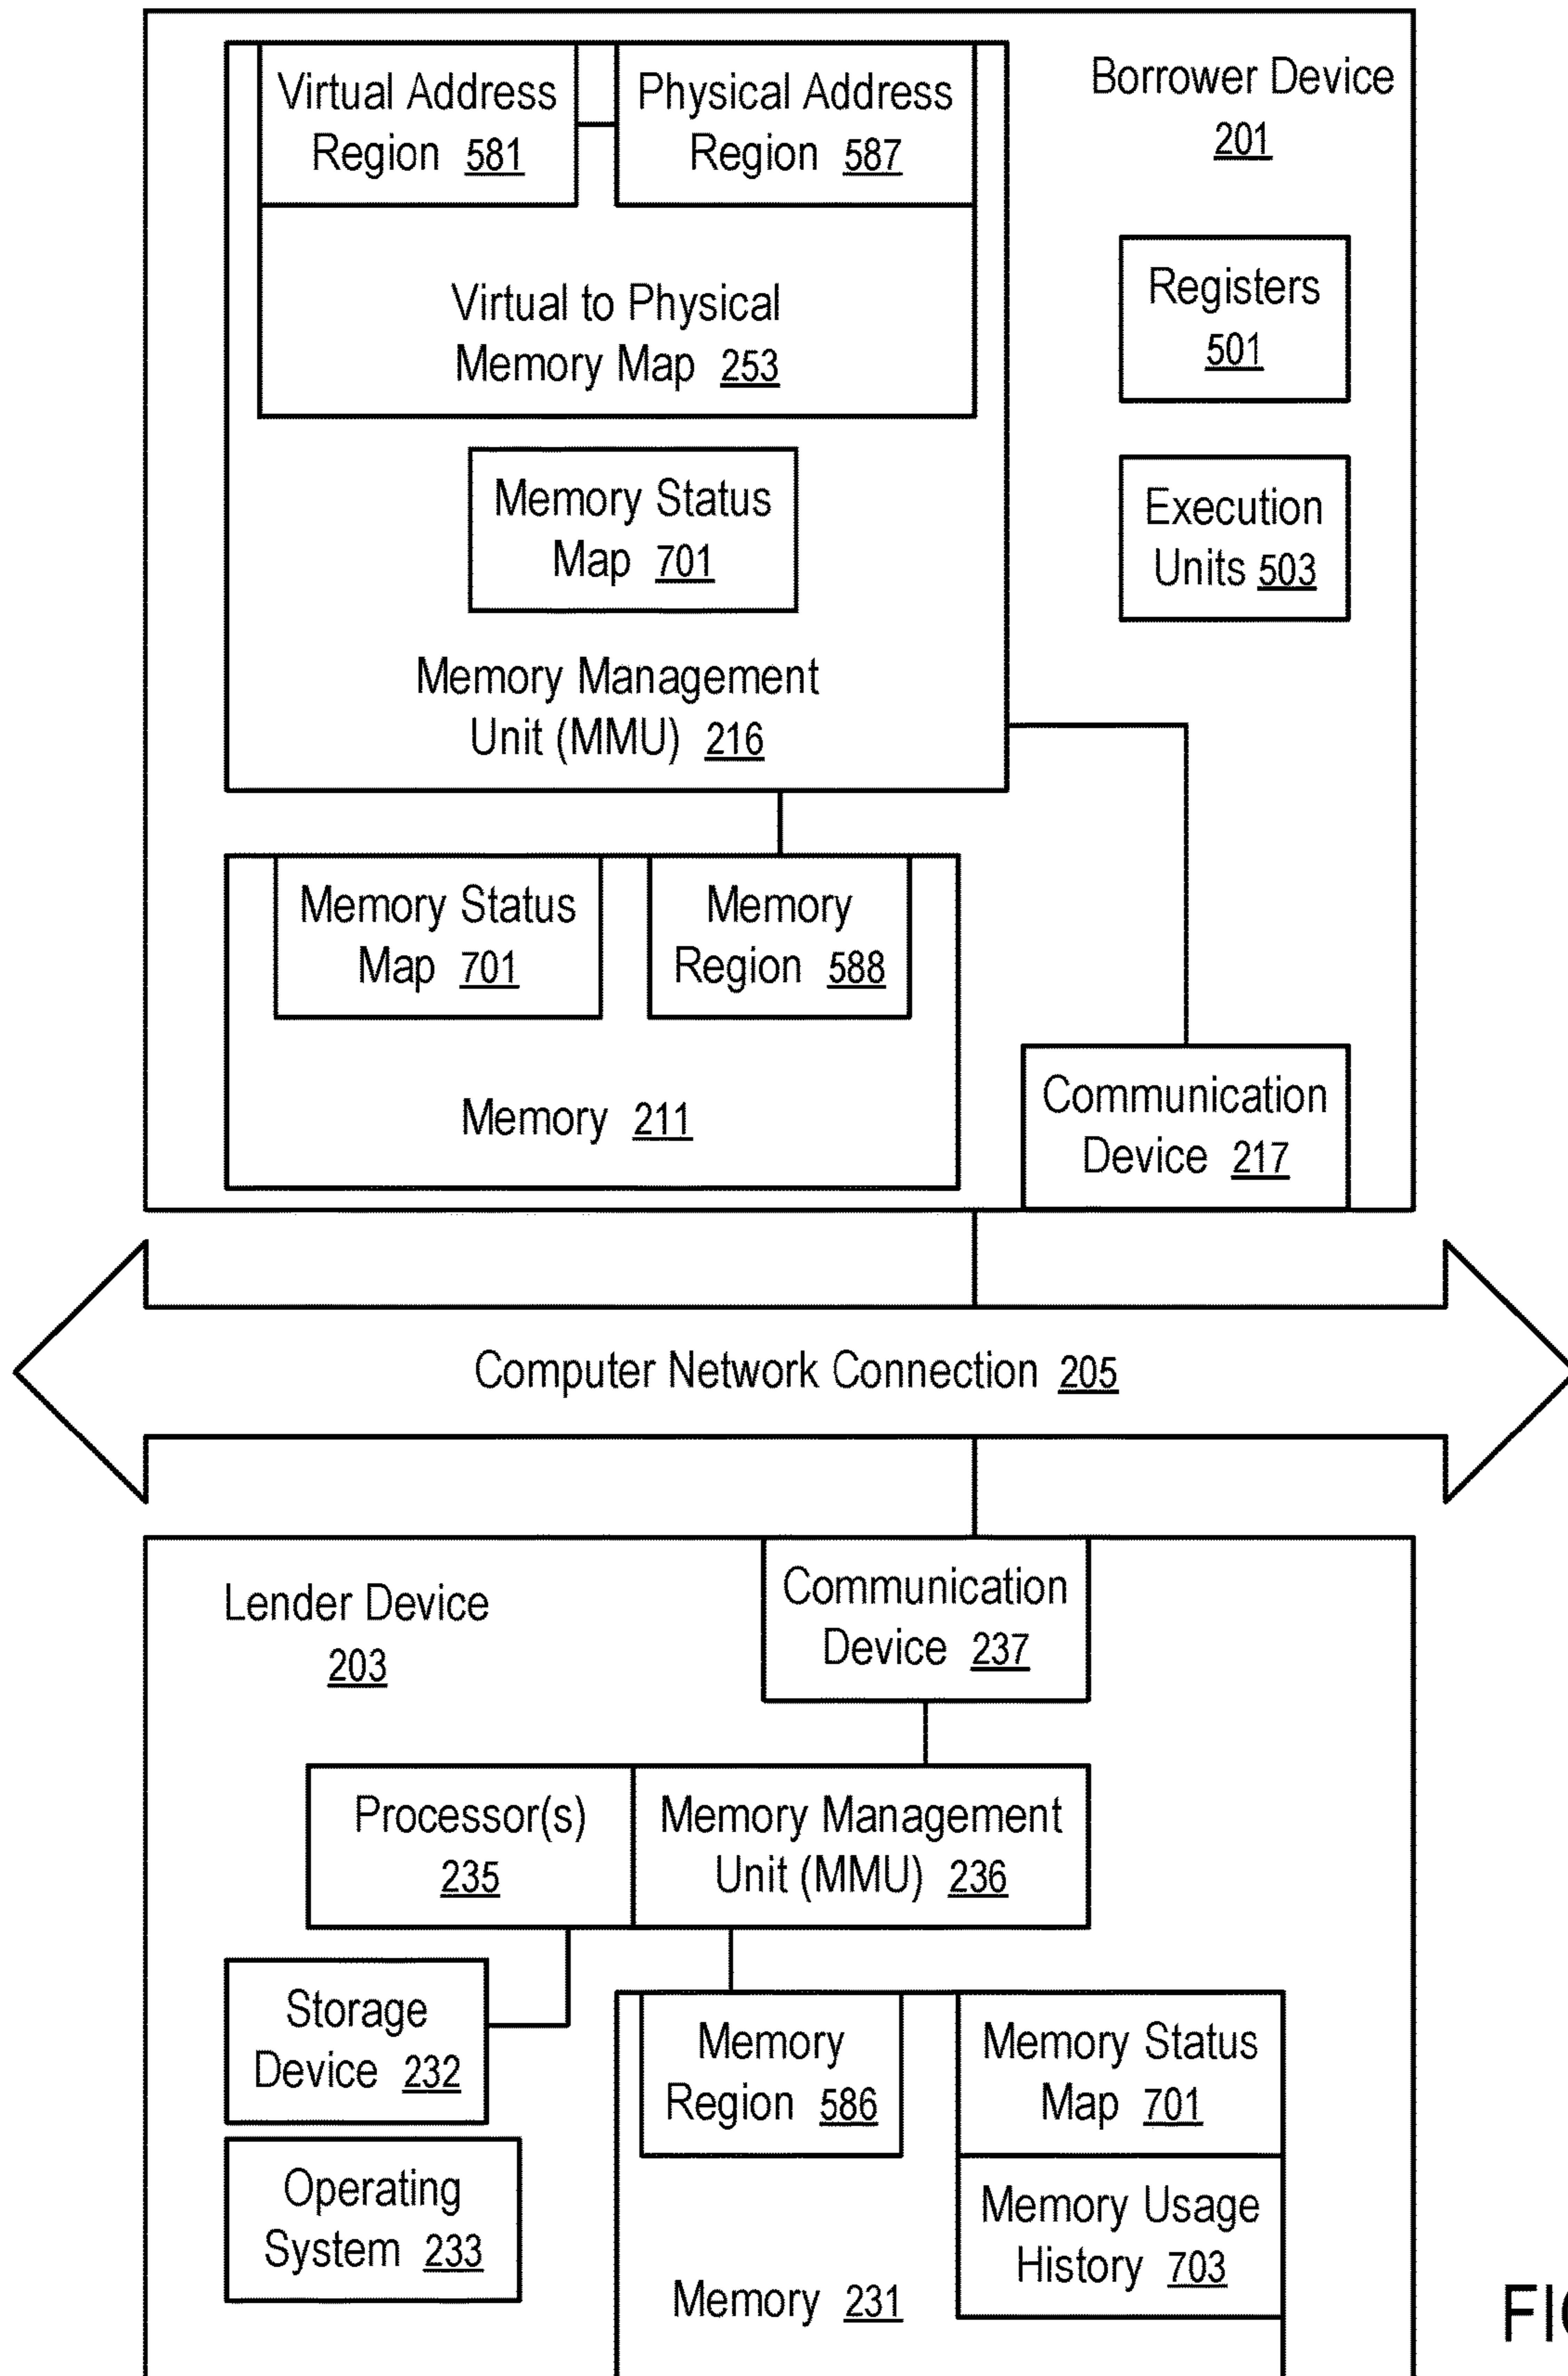 Virtual Address
Region 581
Physical Address
Region 587
Borrower Device
201
Virtual to Physical
Memory Map 253
Registers
501
Memory Status
Map 701
Execution
Units 503
Memory Management
Unit (MMU) 216
Memory Status
Map 701
Memory
Region 588
Memory 211
Communication
Device 217
Computer Network Connection 205
Lender Device
203
Communication
Device 237
Processor(s)
235
Memory Management
Unit (MMU) 236
Storage
Device 232
Memory
Region 586
Memory Status
Map 701
Operating
System 233
Memory Usage
History 703
Memory 231